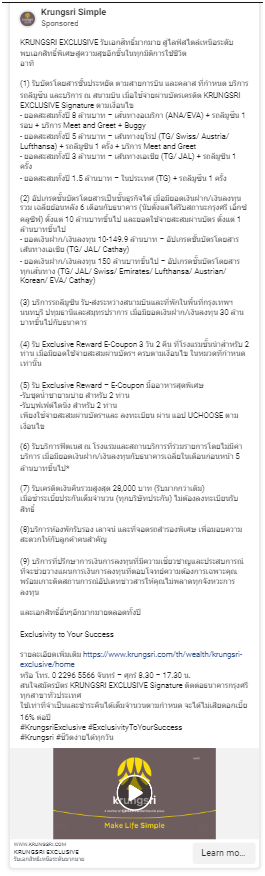 Krungsri Simple
Sponsored
KRUNGSRI EXCLUSIVE รับเอกสิทธิ์มากมาย สู่ไลฟ์สไตล์เหนือระดับ
พบเอกสิทธิ์พิเศษสู่ความสุขอีกขั้นในทุกมิติการใช้ชีวิต
อาทิ
(1) รับบัตรโดยสารชั้นประหยัด ตามสายการบิน และคลาส ที่กำหนด บริการ
รถลีมูซีน และบริการ ณ สนามบิน เมื่อใช้จ่ายผ่านบัตรเครดิต KRUNGSRI
EXCLUSIVE Signature ตามเงื่อนไข
- ยอดสะสมทั้งปี 8 ล้านบาท – เส้นทางอเมริกา (ANA/EVA) + รถลีมูซีน 1
รอบ + บริการ Meet and Greet + Buggy
- ยอดสะสมทั้งปี 5 ล้านบาท – เส้นทางยุโรป (TG/ Swiss/ Austria/
Lufthansa) + รถลีมูซีน 1 ครั้ง + บริการ Meet and Greet
- ยอดสะสมทั้งปี 3 ล้านบาท – เส้นทางเอเชีย (TG/ JAL) + รถลีมูซีน 1
ครั้ง
- ยอดสะสมทั้งปี 1.5 ล้านบาท – ในประเทศ (TG) + รถลีมูซีน 1 ครั้ง
(2) อัปเกรดชั้นบัตรโดยสารเป็นชั้นธุรกิจได้ เมื่อมียอดเงินฝาก/เงินลงทุน
รวม เฉลี่ยย้อนหลัง 6 เดือนกับธนาคาร (รับตั้งแต่ได้รับสถานะกรุงศรี เอ็กซ์
คลูซีฟ) ตั้งแต่ 10 ล้านบาทขึ้นไป และยอดใช้จ่ายสะสมผ่านบัตร ตั้งแต่ 1
ล้านบาทขึ้นไป
- ยอดเงินฝาก/เงินลงทุน 10-149.9 ล้านบาท – อัปเกรดชั้นบัตรโดยสาร
เส้นทางเอเชีย (TG/ JAL/ Cathay)
- ยอดเงินฝาก/เงินลงทุน 150 ล้านบาทขึ้นไป – อัปเกรดชั้นบัตรโดยสาร
ทุกเส้นทาง (TG/ JAL/ Swiss/ Emirates/ Lufthansa/ Austrian/
Korean/ EVA/ Cathay)
(3) บริการรถลีมูซีน รับ-ส่งระหว่างสนามบินและที่พักในพื้นที่กรุงเทพฯ
นนทบุรี ปทุมธานีและสมุทรปราการ เมื่อมียอดเงินฝาก/เงินลงทุน 30 ล้าน
บาทขึ้นไปกับธนาคาร
(4) รับ Exclusive Reward E-Coupon 3 วัน 2 คืน ที่โรงแรมชั้นนำสำหรับ 2
ท่าน เมื่อมียอดใช้จ่ายสะสมผ่านบัตรฯ ครบตามเงื่อนไข ในหมวดที่กำหนด
เท่านั้น
(5) รับ Exclusive Reward – E-Coupon มื้ออาหารสุดพิเศษ
-รับชุดน้ำชายามบ่าย สำหรับ 2 ท่าน
-รับบุฟเฟ่ต์ไดนิ่ง สำหรับ 2 ท่าน
เพียงใช้จ่ายสะสมผ่านบัตรฯและ ลงทะเบียน ผ่าน แอป UCHOOSE ตาม
เงื่อนไข
(6) รับบริการฟิตเนส ณ โรงแรมและสถานบริการที่ร่วมรายการโดยไม่มีค่า
บริการ เมื่อมียอดเงินฝาก/เงินลงทุนกับธนาคารเฉลี่ยในเดือนก่อนหน้า 5
ล้านบาทขึ้นไป*
(7) รับเครดิตเงินคืนรวมสูงสุด 28,000 บาท (รับมากกว่าเดิม)
เมื่อชำระเบี้ยประกันเต็มจำนวน (ทุกบริษัทประกัน) ไม่ต้องลงทะเบียนรับ
สิทธิ์
(8)บริการห้องพักรับรอง เลาจน์ และที่จอดรถสำรองพิเศษ เพื่อมอบความ
สะดวกให้กับลูกค้าคนสำคัญ
(9) บริการที่ปรึกษาการเงินการลงทุนที่มีความเชี่ยวชาญและประสบการณ์
ที่จะช่วยวางแผนการเงินการลงทุนที่ตอบโจทย์ความต้องการเฉพาะคุณ
พร้อมเกาะติดสถานการณ์อัปเดทข่าวสารให้คุณไม่พลาดทุกจังหวะการ
ลงทุน
และเอกสิทธิ์อื่นๆอีกมากมายตลอดทั้งปี
Exclusivity to Your Success
รายละเอียดเพิ่มเติม https://www.krungsri.com/th/wealth/krungsri-
exclusive/home
หรือ โทร. 0 2296 5566 จันทร์ – ศุกร์ 8.30 – 17.30 น.
สนใจสมัครบัตร KRUNGSRI EXCLUSIVE Signature ติดต่อธนาคารกรุงศรี
ทุกสาขาทั่วประเทศ
ใช้เท่าที่จำเป็นและชำระคืนได้เต็มจำนวนตามกำหนด จะได้ไม่เสียดอกเบี้ย
16% ต่อปี
#KrungsriExclusive #ExclusivityToYourSuccess
#Krungsri #ชีวิตง่ายได้ทุกวัน
krungsri
Make Life Simple
WWW.KRUNGSRI.COM
KRUNGSRI EXCLUSIVE
รับเอกสิทธิ์เหนือระดับมากมาย
Learn mo...